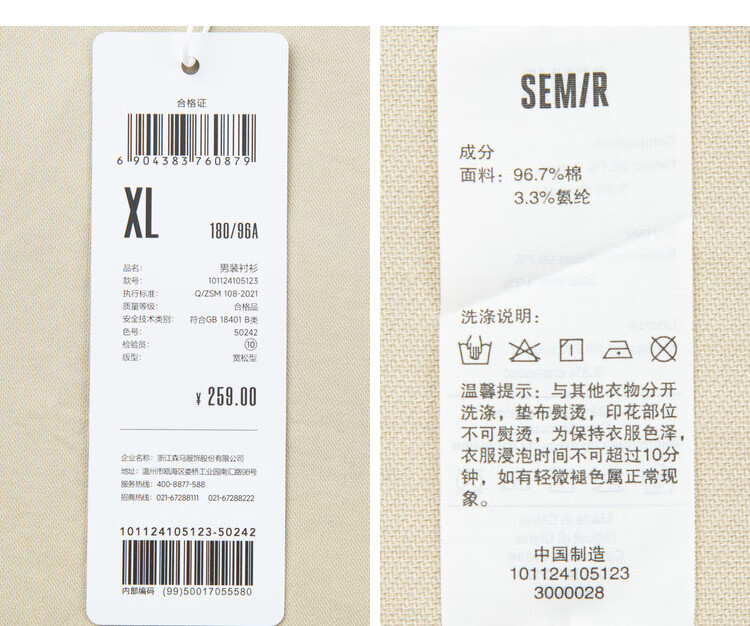 合格证
6 904383 760879
XL
180/96A
品名: 男装衬衫
款号: 101124105123
执行标准: Q/ZSM 108-2021
质量等级: 合格品
安全技术类别: 符合GB 18401 B类
色号: 50242
检验员: ⑩
版型: 宽松型
¥ 259.00
企业名称: 浙江森马服饰股份有限公司
地址: 温州市瓯海区娄桥工业园南汇路98号
服务热线: 400-8877-588
招商热线: 021-67288111 021-67288222
101124105123-50242
内部编码 (99)50017055580
SEMIR
成分
面料: 96.7%棉
3.3%氨纶
洗涤说明:
温馨提示: 与其他衣物分开
洗涤, 垫布熨烫, 印花部位
不可熨烫, 为保持衣服色泽,
衣服浸泡时间不可超过10分
钟, 如有轻微褪色属正常现
象。
中国制造
101124105123
3000028